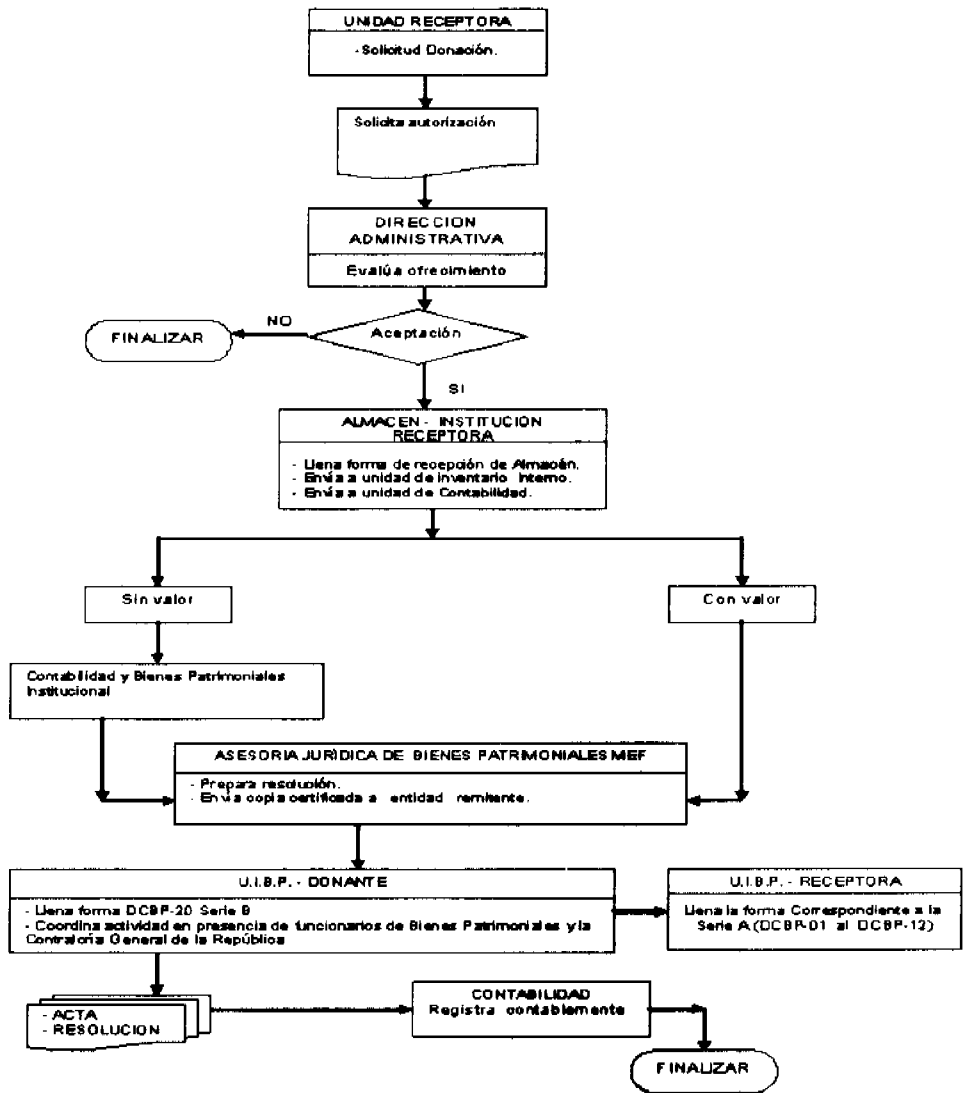 UNIDAD RECEPTORA
- Solicitud Donación.
Solicita autorización
DIRECCION
ADMINISTRATIVA
Evalúa ofrecimiento
Aceptación
NO
FINALIZAR
SI
ALMACEN - INSTITUCION
RECEPTORA
- Llena forma de recepción de Almacén.
- Envía a unidad de Inventario Interno.
- Envía a unidad de Contabilidad.
Sin valor
Con valor
Contabilidad y Bienes Patrimoniales
Institucional
ASESORIA JURÌDICA DE BIENES PATRIMONIALES MEF
- Prepara resolución.
- Envía copia certificada a entidad remitente.
U.I.B.P. - DONANTE
- Llena forma DCBP-20 Serie B
- Coordina actividad en presencia de funcionarios de Bienes Patrimoniales y la
Contraloría General de la República
U.I.B.P. - RECEPTORA
Llena la forma Correspondiente a la
Serie A (DCBP-01 al DCBP-12)
- ACTA
- RESOLUCION
CONTABILIDAD
Registra contablemente
FINALIZAR